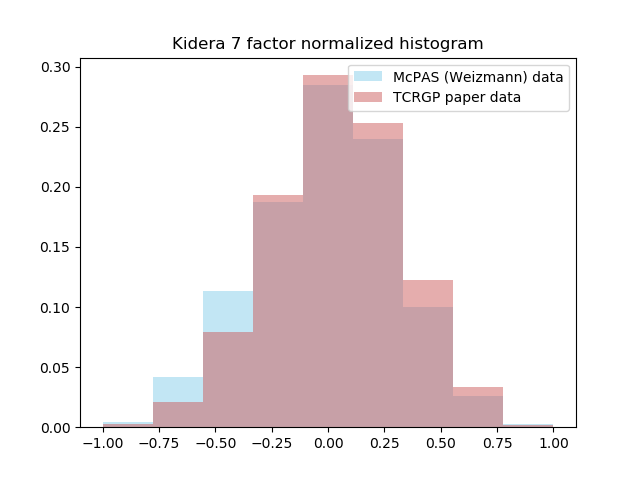 Kidera 7 factor normalized histogram
McPAS (Weizmann) data
TCRGP paper data
0.30
0.25
0.20
0.15
0.10
0.05
0.00
−1.00 −0.75 −0.50 −0.25 0.00 0.25 0.50 0.75 1.00